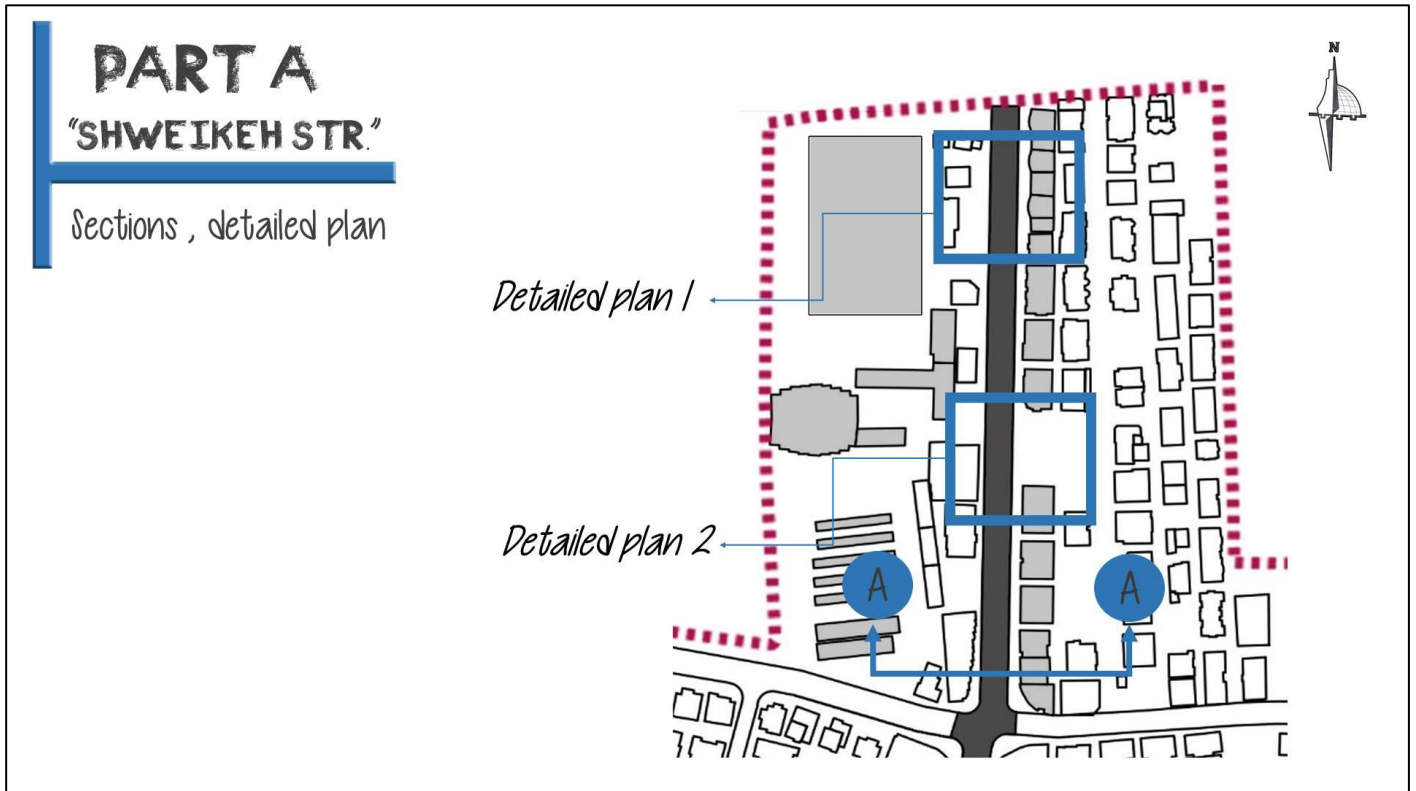 PART A
"SHWEIKEH STR."
Sections , detailed plan
N
Detailed plan 1
Detailed plan 2
A
A